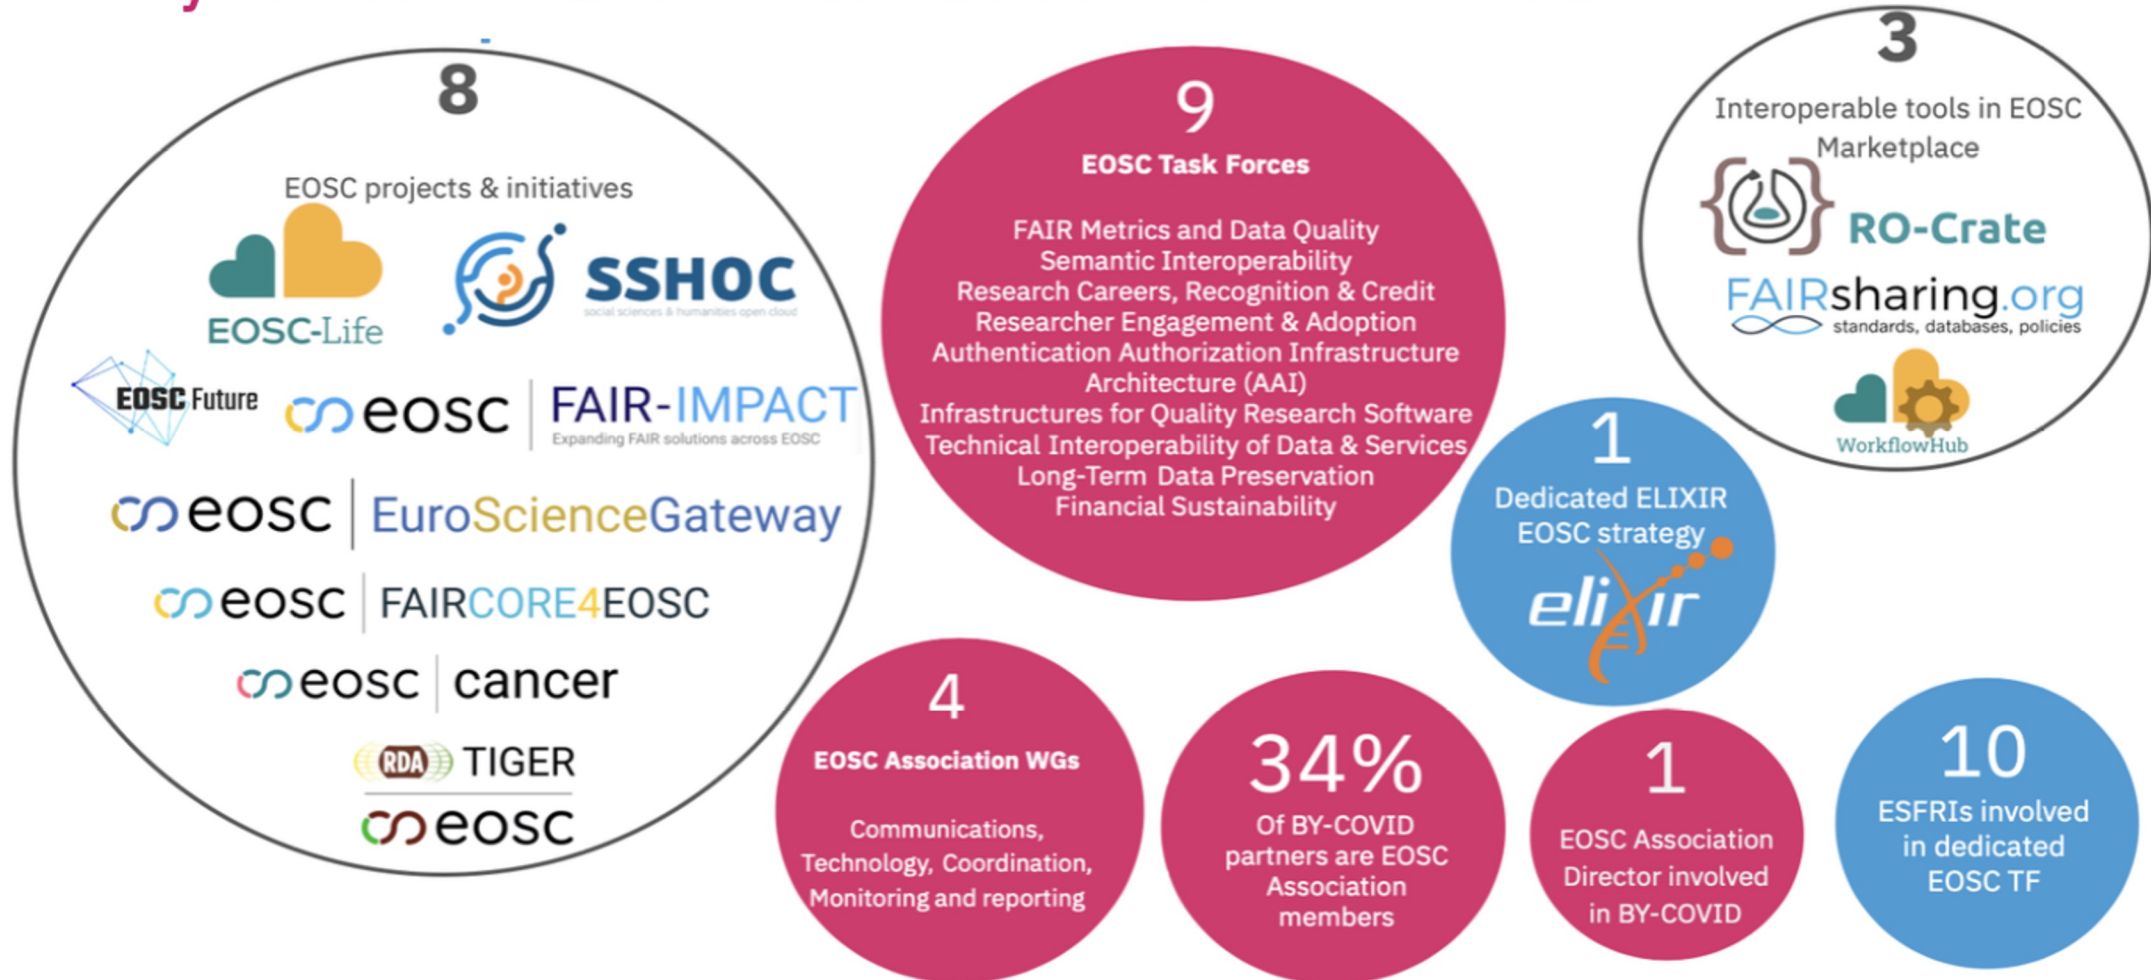 8
EOSC projects & initiatives
EOSC-Life
SSHOC
social sciences & humanities open cloud
EOSC Future
eosc | FAIR-IMPACT
Expanding FAIR solutions across EOSC
eosc | EuroScienceGateway
eosc | FAIRCORE4EOSC
eosc | cancer
RDA TIGER
eosc
9
EOSC Task Forces
FAIR Metrics and Data Quality
Semantic Interoperability
Research Careers, Recognition & Credit
Researcher Engagement & Adoption
Authentication Authorization Infrastructure
Architecture (AAI)
Infrastructures for Quality Research Software
Technical Interoperability of Data & Services
Long-Term Data Preservation
Financial Sustainability
3
Interoperable tools in EOSC
Marketplace
RO-Crate
FAIRsharing.org
standards, databases, policies
WorkflowHub
1
Dedicated ELIXIR
EOSC strategy
elixir
4
EOSC Association WGs
Communications,
Technology, Coordination,
Monitoring and reporting
34%
Of BY-COVID
partners are EOSC
Association
members
1
EOSC Association
Director involved
in BY-COVID
10
ESFRIs involved
in dedicated
EOSC TF